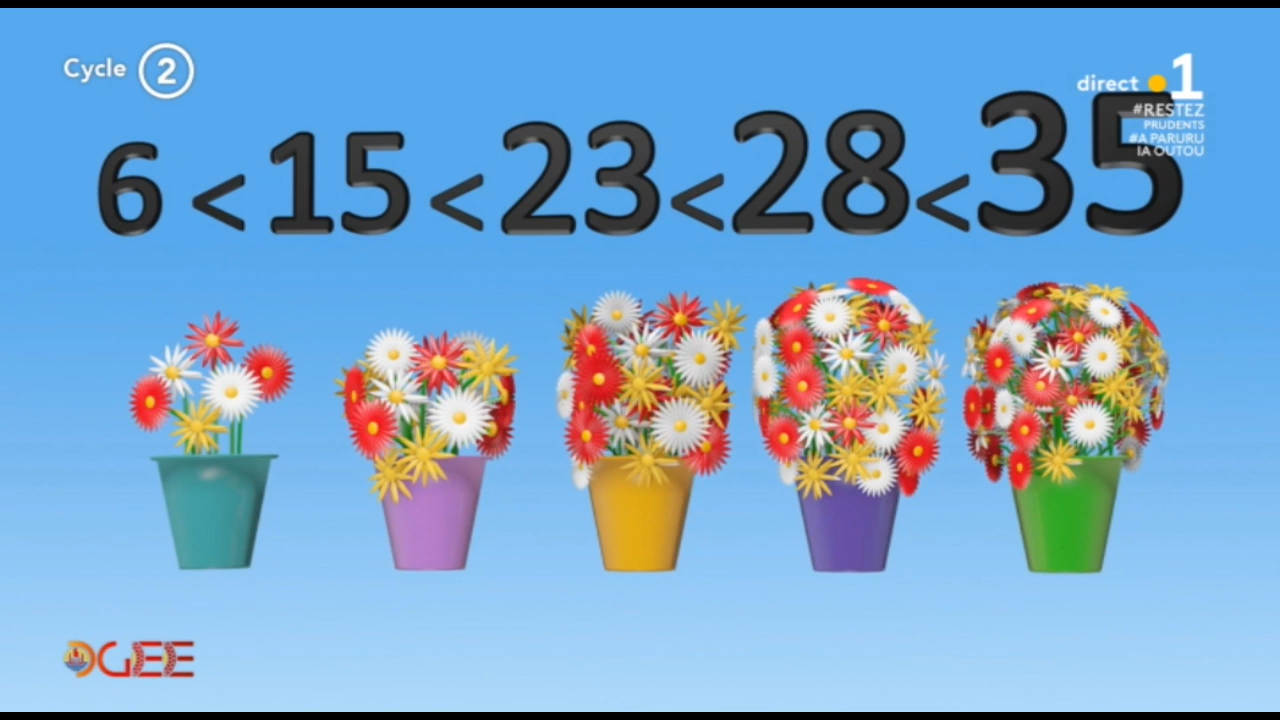 Cycle 2
direct 1
#RESTEZ
PRUDENTS
#A PARURU
IA OUTOU
6 < 15 < 23 < 28 < 35
DGEE